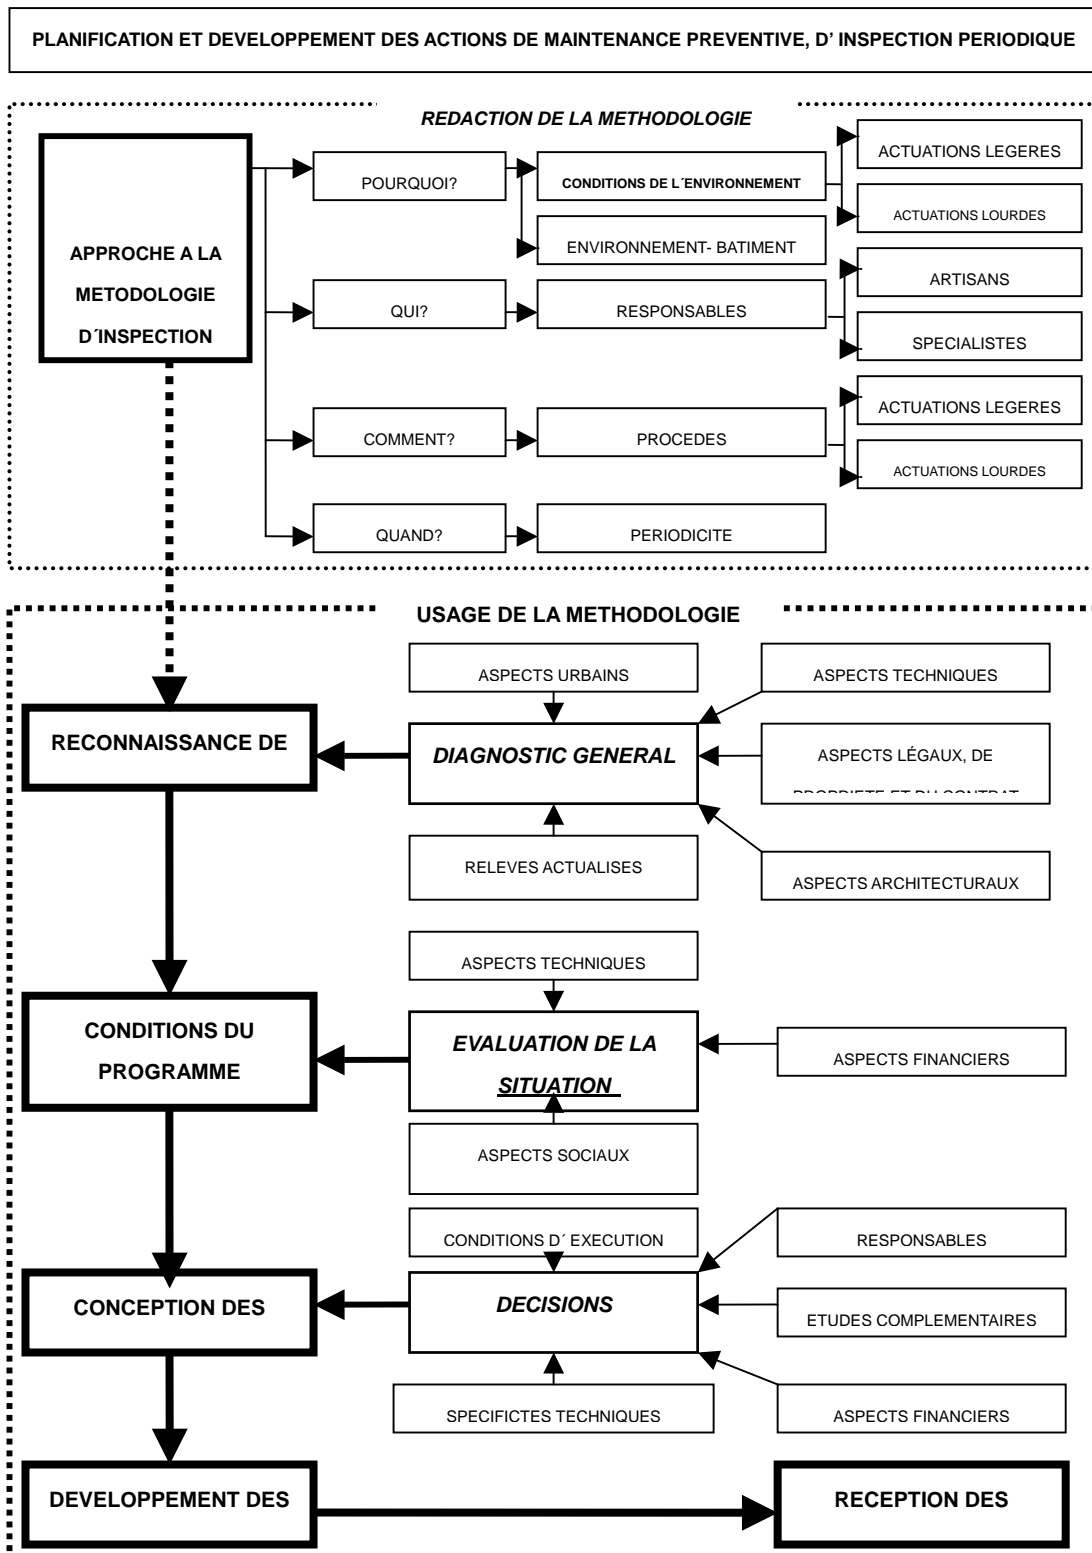 PLANIFICATION ET DEVELOPPEMENT DES ACTIONS DE MAINTENANCE PREVENTIVE, D’ INSPECTION PERIODIQUE
REDACTION DE LA METHODOLOGIE
APPROCHE A LA
METODOLOGIE
D´INSPECTION
POURQUOI?
CONDITIONS DE L´ENVIRONNEMENT
ACTUATIONS LEGERES
ACTUATIONS LOURDES
ENVIRONNEMENT- BATIMENT
QUI?
RESPONSABLES
ARTISANS
SPECIALISTES
COMMENT?
PROCEDES
ACTUATIONS LEGERES
ACTUATIONS LOURDES
QUAND?
PERIODICITE
USAGE DE LA METHODOLOGIE
ASPECTS URBAINS
ASPECTS TECHNIQUES
RECONNAISSANCE DE
DIAGNOSTIC GENERAL
ASPECTS LÉGAUX, DE
PROPRIETE ET DU CONTRAT
RELEVES ACTUALISES
ASPECTS ARCHITECTURAUX
ASPECTS TECHNIQUES
CONDITIONS DU
PROGRAMME
EVALUATION DE LA
SITUATION
ASPECTS FINANCIERS
ASPECTS SOCIAUX
CONDITIONS D´ EXECUTION
RESPONSABLES
CONCEPTION DES
DECISIONS
ETUDES COMPLEMENTAIRES
SPECIFICTES TECHNIQUES
ASPECTS FINANCIERS
DEVELOPPEMENT DES
RECEPTION DES